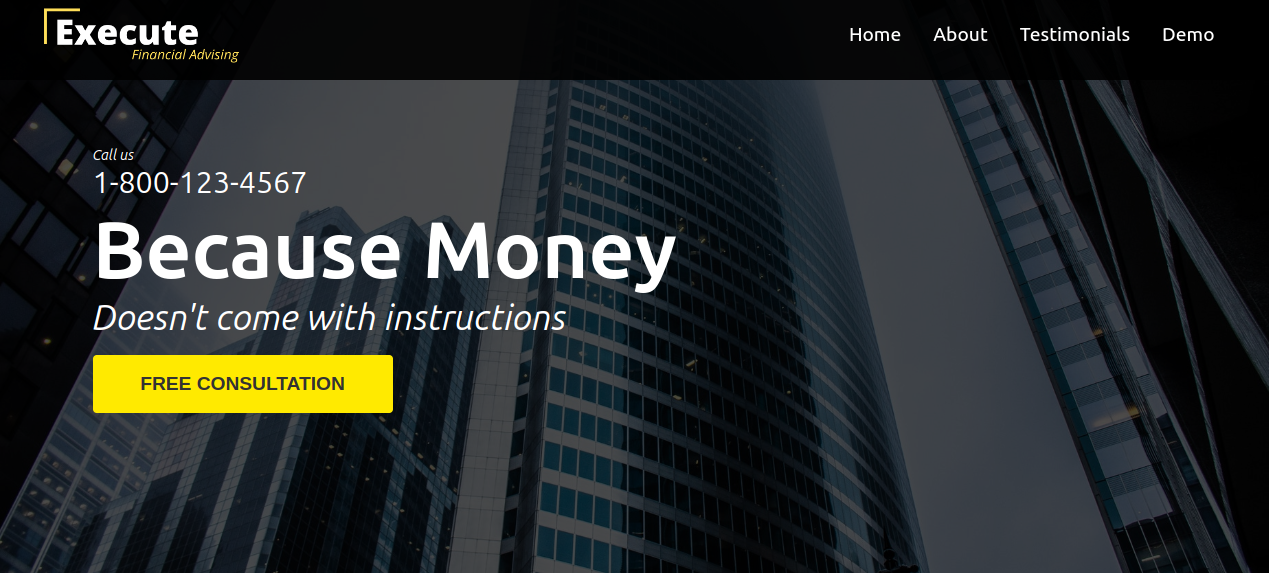 Execute
Financial Advising
Home About Testimonials Demo
Call us
1-800-123-4567
Because Money
Doesn't come with instructions
FREE CONSULTATION